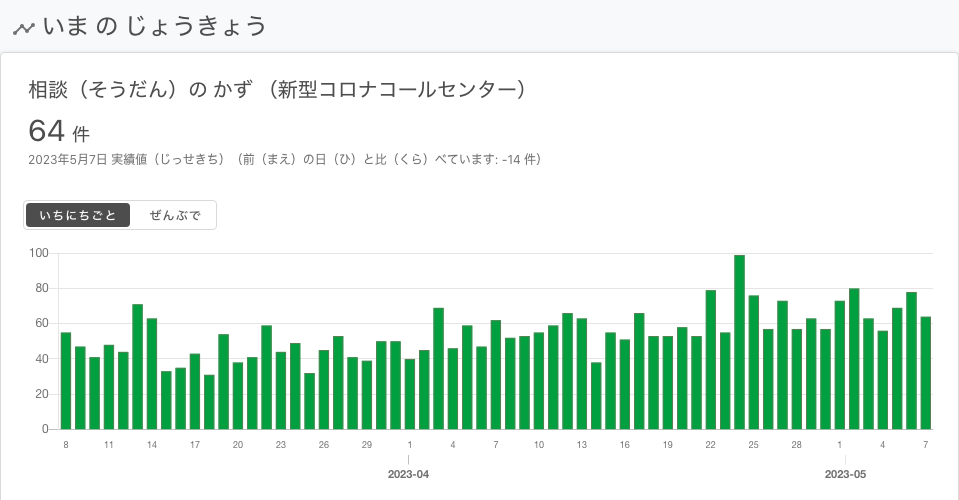 いま の じょうきょう
相談（そうだん）の かず （新型コロナコールセンター）
64 件
2023年5月7日 実績値（じっせきち）（前（まえ）の日（ひ）と比（くら）べています: -14 件）
いちにちごと ぜんぶで
100
80
60
40
20
0
8 11 14 17 20 23 26 29 1 4 7 10 13 16 19 22 25 28 1 4 7
2023-04 2023-05